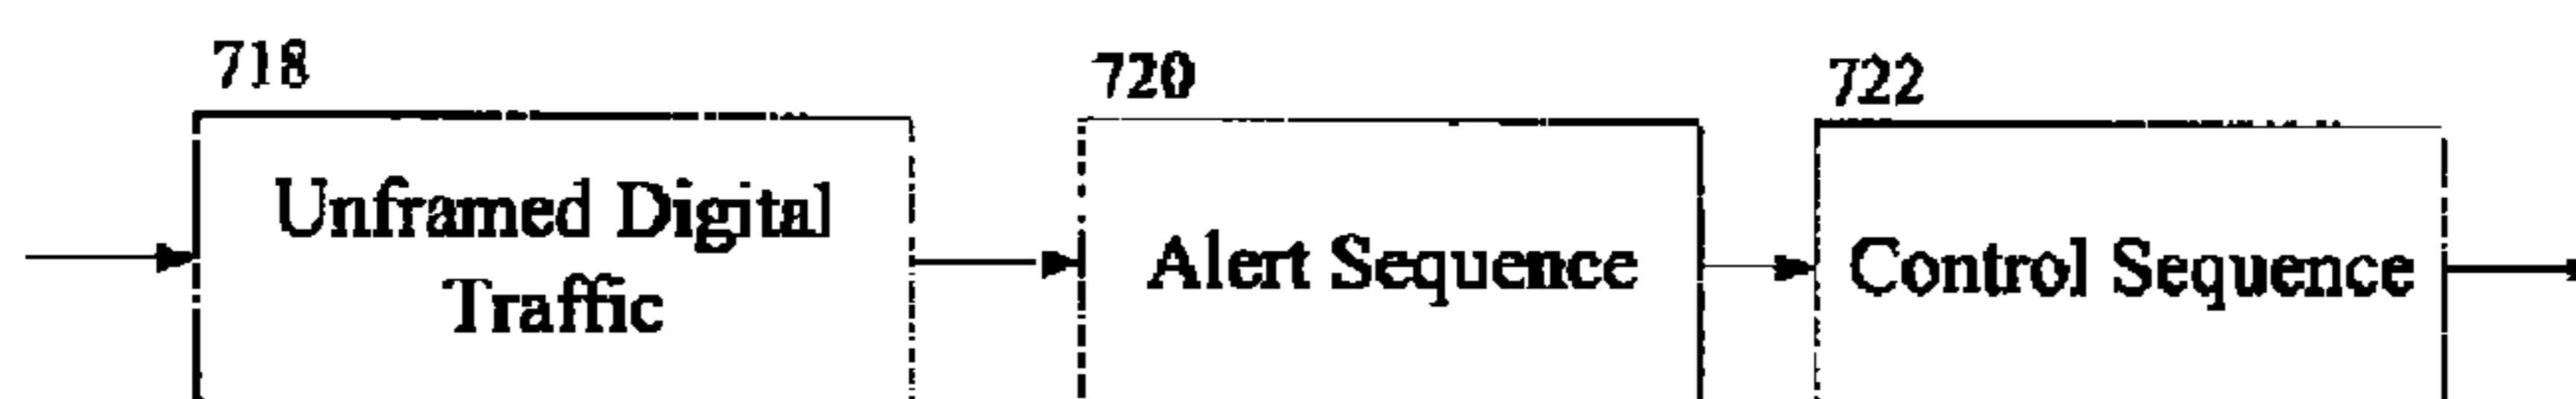 718
720
722
Unframed Digital
Traffic
Alert Sequence
Control Sequence